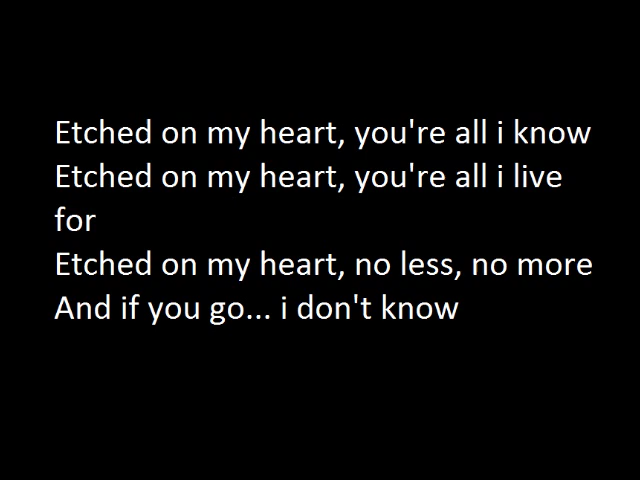 Etched on my heart, you're all i know
Etched on my heart, you're all i live
for
Etched on my heart, no less, no more
And if you go... i don't know